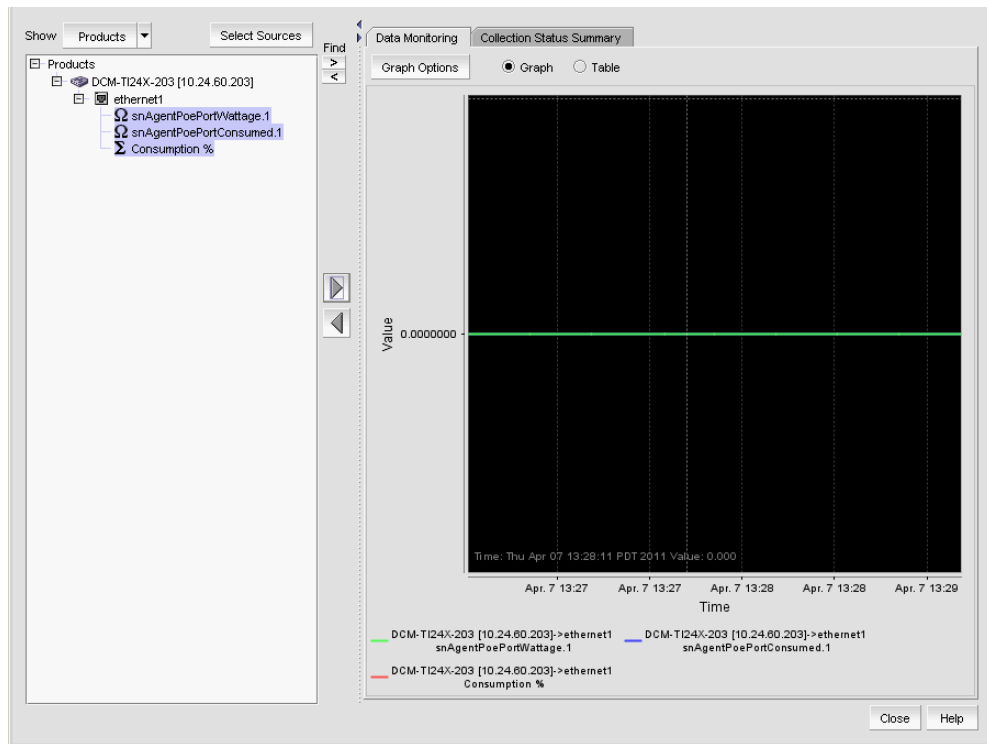 Show Products Select Sources
Find
>
<
Products
DCM-TI24X-203 [10.24.60.203]
ethernet1
Ω snAgentPoePortWattage.1
Ω snAgentPoePortConsumed.1
Σ Consumption %
Data Monitoring Collection Status Summary
Graph Options Graph Table
Value
0.0000000
Time: Thu Apr 07 13:28:11 PDT 2011 Value: 0.000
Apr. 7 13:27 Apr. 7 13:27 Apr. 7 13:28 Apr. 7 13:28 Apr. 7 13:29
Time
DCM-TI24X-203 [10.24.60.203]->ethernet1
snAgentPoePortWattage.1
DCM-TI24X-203 [10.24.60.203]->ethernet1
snAgentPoePortConsumed.1
DCM-TI24X-203 [10.24.60.203]->ethernet1
Consumption %
Close Help